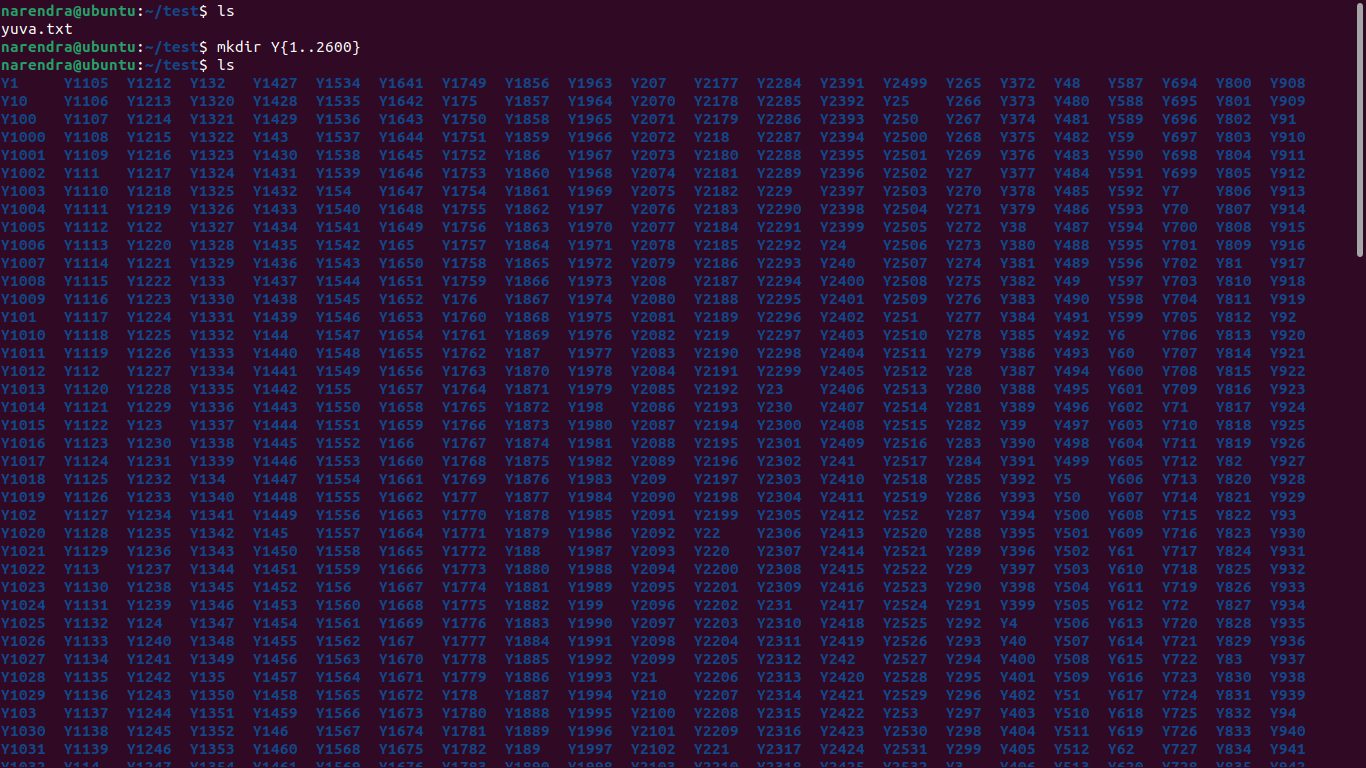 narendra@ubuntu:~/test$ ls
yuva.txt
narendra@ubuntu:~/test$ mkdir Y{1..2600}
narendra@ubuntu:~/test$ ls
Y1 Y1105 Y1212 Y132 Y1427 Y1534 Y1641 Y1749 Y1856 Y1963 Y207 Y2177 Y2284 Y2391 Y2499 Y265 Y372 Y48 Y587 Y694 Y800 Y908
Y10 Y1106 Y1213 Y1320 Y1428 Y1535 Y1642 Y175 Y1857 Y1964 Y2070 Y2178 Y2285 Y2392 Y25 Y266 Y373 Y480 Y588 Y695 Y801 Y909
Y100 Y1107 Y1214 Y1321 Y1429 Y1536 Y1643 Y1750 Y1858 Y1965 Y2071 Y2179 Y2286 Y2393 Y250 Y267 Y374 Y481 Y589 Y696 Y802 Y91
Y1000 Y1108 Y1215 Y1322 Y143 Y1537 Y1644 Y1751 Y1859 Y1966 Y2072 Y218 Y2287 Y2394 Y2500 Y268 Y375 Y482 Y59 Y697 Y803 Y910
Y1001 Y1109 Y1216 Y1323 Y1430 Y1538 Y1645 Y1752 Y186 Y1967 Y2073 Y2180 Y2288 Y2395 Y2501 Y269 Y376 Y483 Y590 Y698 Y804 Y911
Y1002 Y111 Y1217 Y1324 Y1431 Y1539 Y1646 Y1753 Y1860 Y1968 Y2074 Y2181 Y2289 Y2396 Y2502 Y27 Y377 Y484 Y591 Y699 Y805 Y912
Y1003 Y1110 Y1218 Y1325 Y1432 Y154 Y1647 Y1754 Y1861 Y1969 Y2075 Y2182 Y229 Y2397 Y2503 Y270 Y378 Y485 Y592 Y7 Y806 Y913
Y1004 Y1111 Y1219 Y1326 Y1433 Y1540 Y1648 Y1755 Y1862 Y197 Y2076 Y2183 Y2290 Y2398 Y2504 Y271 Y379 Y486 Y593 Y70 Y807 Y914
Y1005 Y1112 Y122 Y1327 Y1434 Y1541 Y1649 Y1756 Y1863 Y1970 Y2077 Y2184 Y2291 Y2399 Y2505 Y272 Y38 Y487 Y594 Y700 Y808 Y915
Y1006 Y1113 Y1220 Y1328 Y1435 Y1542 Y165 Y1757 Y1864 Y1971 Y2078 Y2185 Y2292 Y24 Y2506 Y273 Y380 Y488 Y595 Y701 Y809 Y916
Y1007 Y1114 Y1221 Y1329 Y1436 Y1543 Y1650 Y1758 Y1865 Y1972 Y2079 Y2186 Y2293 Y240 Y2507 Y274 Y381 Y489 Y596 Y702 Y81 Y917
Y1008 Y1115 Y1222 Y133 Y1437 Y1544 Y1651 Y1759 Y1866 Y1973 Y208 Y2187 Y2294 Y2400 Y2508 Y275 Y382 Y49 Y597 Y703 Y810 Y918
Y1009 Y1116 Y1223 Y1330 Y1438 Y1545 Y1652 Y176 Y1867 Y1974 Y2080 Y2188 Y2295 Y2401 Y2509 Y276 Y383 Y490 Y598 Y704 Y811 Y919
Y101 Y1117 Y1224 Y1331 Y1439 Y1546 Y1653 Y1760 Y1868 Y1975 Y2081 Y2189 Y2296 Y2402 Y251 Y277 Y384 Y491 Y599 Y705 Y812 Y92
Y1010 Y1118 Y1225 Y1332 Y144 Y1547 Y1654 Y1761 Y1869 Y1976 Y2082 Y219 Y2297 Y2403 Y2510 Y278 Y385 Y492 Y6 Y706 Y813 Y920
Y1011 Y1119 Y1226 Y1333 Y1440 Y1548 Y1655 Y1762 Y187 Y1977 Y2083 Y2190 Y2298 Y2404 Y2511 Y279 Y386 Y493 Y60 Y707 Y814 Y921
Y1012 Y112 Y1227 Y1334 Y1441 Y1549 Y1656 Y1763 Y1870 Y1978 Y2084 Y2191 Y2299 Y2405 Y2512 Y28 Y387 Y494 Y600 Y708 Y815 Y922
Y1013 Y1120 Y1228 Y1335 Y1442 Y155 Y1657 Y1764 Y1871 Y1979 Y2085 Y2192 Y23 Y2406 Y2513 Y280 Y388 Y495 Y601 Y709 Y816 Y923
Y1014 Y1121 Y1229 Y1336 Y1443 Y1550 Y1658 Y1765 Y1872 Y198 Y2086 Y2193 Y230 Y2407 Y2514 Y281 Y389 Y496 Y602 Y71 Y817 Y924
Y1015 Y1122 Y123 Y1337 Y1444 Y1551 Y1659 Y1766 Y1873 Y1980 Y2087 Y2194 Y2300 Y2408 Y2515 Y282 Y39 Y497 Y603 Y710 Y818 Y925
Y1016 Y1123 Y1230 Y1338 Y1445 Y1552 Y166 Y1767 Y1874 Y1981 Y2088 Y2195 Y2301 Y2409 Y2516 Y283 Y390 Y498 Y604 Y711 Y819 Y926
Y1017 Y1124 Y1231 Y1339 Y1446 Y1553 Y1660 Y1768 Y1875 Y1982 Y2089 Y2196 Y2302 Y241 Y2517 Y284 Y391 Y499 Y605 Y712 Y82 Y927
Y1018 Y1125 Y1232 Y134 Y1447 Y1554 Y1661 Y1769 Y1876 Y1983 Y209 Y2197 Y2303 Y2410 Y2518 Y285 Y392 Y5 Y606 Y713 Y820 Y928
Y1019 Y1126 Y1233 Y1340 Y1448 Y1555 Y1662 Y177 Y1877 Y1984 Y2090 Y2198 Y2304 Y2411 Y2519 Y286 Y393 Y50 Y607 Y714 Y821 Y929
Y102 Y1127 Y1234 Y1341 Y1449 Y1556 Y1663 Y1770 Y1878 Y1985 Y2091 Y2199 Y2305 Y2412 Y252 Y287 Y394 Y500 Y608 Y715 Y822 Y93
Y1020 Y1128 Y1235 Y1342 Y145 Y1557 Y1664 Y1771 Y1879 Y1986 Y2092 Y22 Y2306 Y2413 Y2520 Y288 Y395 Y501 Y609 Y716 Y823 Y930
Y1021 Y1129 Y1236 Y1343 Y1450 Y1558 Y1665 Y1772 Y188 Y1987 Y2093 Y220 Y2307 Y2414 Y2521 Y289 Y396 Y502 Y61 Y717 Y824 Y931
Y1022 Y113 Y1237 Y1344 Y1451 Y1559 Y1666 Y1773 Y1880 Y1988 Y2094 Y2200 Y2308 Y2415 Y2522 Y29 Y397 Y503 Y610 Y718 Y825 Y932
Y1023 Y1130 Y1238 Y1345 Y1452 Y156 Y1667 Y1774 Y1881 Y1989 Y2095 Y2201 Y2309 Y2416 Y2523 Y290 Y398 Y504 Y611 Y719 Y826 Y933
Y1024 Y1131 Y1239 Y1346 Y1453 Y1560 Y1668 Y1775 Y1882 Y199 Y2096 Y2202 Y231 Y2417 Y2524 Y291 Y399 Y505 Y612 Y72 Y827 Y934
Y1025 Y1132 Y124 Y1347 Y1454 Y1561 Y1669 Y1776 Y1883 Y1990 Y2097 Y2203 Y2310 Y2418 Y2525 Y292 Y4 Y506 Y613 Y720 Y828 Y935
Y1026 Y1133 Y1240 Y1348 Y1455 Y1562 Y167 Y1777 Y1884 Y1991 Y2098 Y2204 Y2311 Y2419 Y2526 Y293 Y40 Y507 Y614 Y721 Y829 Y936
Y1027 Y1134 Y1241 Y1349 Y1456 Y1563 Y1670 Y1778 Y1885 Y1992 Y2099 Y2205 Y2312 Y242 Y2527 Y294 Y400 Y508 Y615 Y722 Y83 Y937
Y1028 Y1135 Y1242 Y135 Y1457 Y1564 Y1671 Y1779 Y1886 Y1993 Y21 Y2206 Y2313 Y2420 Y2528 Y295 Y401 Y509 Y616 Y723 Y830 Y938
Y1029 Y1136 Y1243 Y1350 Y1458 Y1565 Y1672 Y178 Y1887 Y1994 Y210 Y2207 Y2314 Y2421 Y2529 Y296 Y402 Y51 Y617 Y724 Y831 Y939
Y103 Y1137 Y1244 Y1351 Y1459 Y1566 Y1673 Y1780 Y1888 Y1995 Y2100 Y2208 Y2315 Y2422 Y253 Y297 Y403 Y510 Y618 Y725 Y832 Y94
Y1030 Y1138 Y1245 Y1352 Y146 Y1567 Y1674 Y1781 Y1889 Y1996 Y2101 Y2209 Y2316 Y2423 Y2530 Y298 Y404 Y511 Y619 Y726 Y833 Y940
Y1031 Y1139 Y1246 Y1353 Y1460 Y1568 Y1675 Y1782 Y189 Y1997 Y2102 Y221 Y2317 Y2424 Y2531 Y299 Y405 Y512 Y62 Y727 Y834 Y941